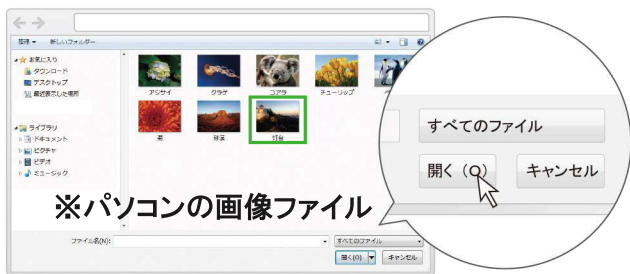 整理 ▼ 新しいフォルダー
お気に入り
ダウンロード
デスクトップ
最近表示した場所
ライブラリ
ドキュメント
ピクチャ
ビデオ
ミュージック
アジサイ
クラゲ
コアラ
チューリップ
菊
砂漠
灯台
※パソコンの画像ファイル
ファイル名(N):
すべてのファイル
開く(O)
キャンセル
すべてのファイル
開く（O）
キャンセル